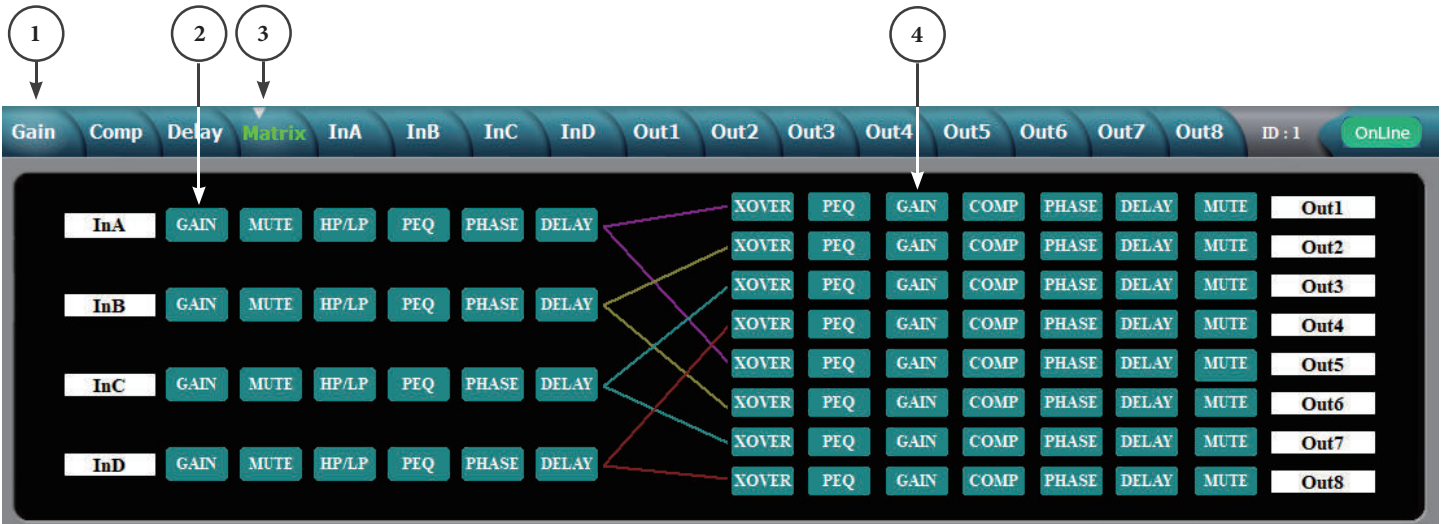 1 2 3 4
Gain Comp Delay Matrix InA InB InC InD Out1 Out2 Out3 Out4 Out5 Out6 Out7 Out8 ID : 1 OnLine
XOVER PEQ GAIN COMP PHASE DELAY MUTE Out1
InA GAIN MUTE HP/LP PEQ PHASE DELAY
XOVER PEQ GAIN COMP PHASE DELAY MUTE Out2
XOVER PEQ GAIN COMP PHASE DELAY MUTE Out3
InB GAIN MUTE HP/LP PEQ PHASE DELAY
XOVER PEQ GAIN COMP PHASE DELAY MUTE Out4
XOVER PEQ GAIN COMP PHASE DELAY MUTE Out5
InC GAIN MUTE HP/LP PEQ PHASE DELAY
XOVER PEQ GAIN COMP PHASE DELAY MUTE Out6
XOVER PEQ GAIN COMP PHASE DELAY MUTE Out7
InD GAIN MUTE HP/LP PEQ PHASE DELAY
XOVER PEQ GAIN COMP PHASE DELAY MUTE Out8